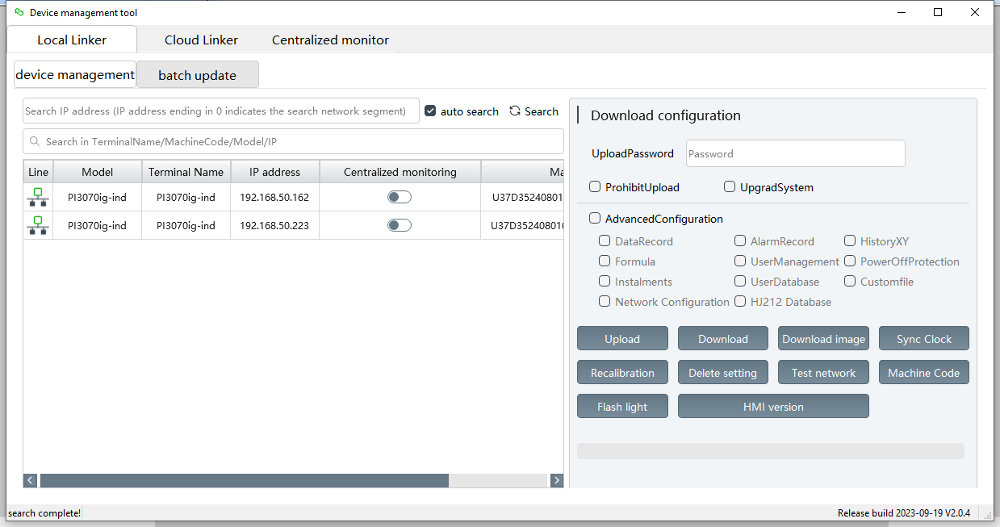 Device management tool
Local Linker Cloud Linker Centralized monitor
device management batch update
Search IP address (IP address ending in 0 indicates the search network segment) auto search Search
Search in TerminalName/MachineCode/Model/IP
Line Model Terminal Name IP address Centralized monitoring Ma
PI3070ig-ind PI3070ig-ind 192.168.50.162 U37D35240801
PI3070ig-ind PI3070ig-ind 192.168.50.223 U37D352408010
Download configuration
UploadPassword Password
ProhibitUpload UpgradSystem
AdvancedConfiguration
DataRecord AlarmRecord HistoryXY
Formula UserManagement PowerOffProtection
Instalments UserDatabase Customfile
Network Configuration HJ212 Database
Upload Download Download image Sync Clock
Recalibration Delete setting Test network Machine Code
Flash light HMI version
search complete! Release build 2023-09-19 V2.0.4